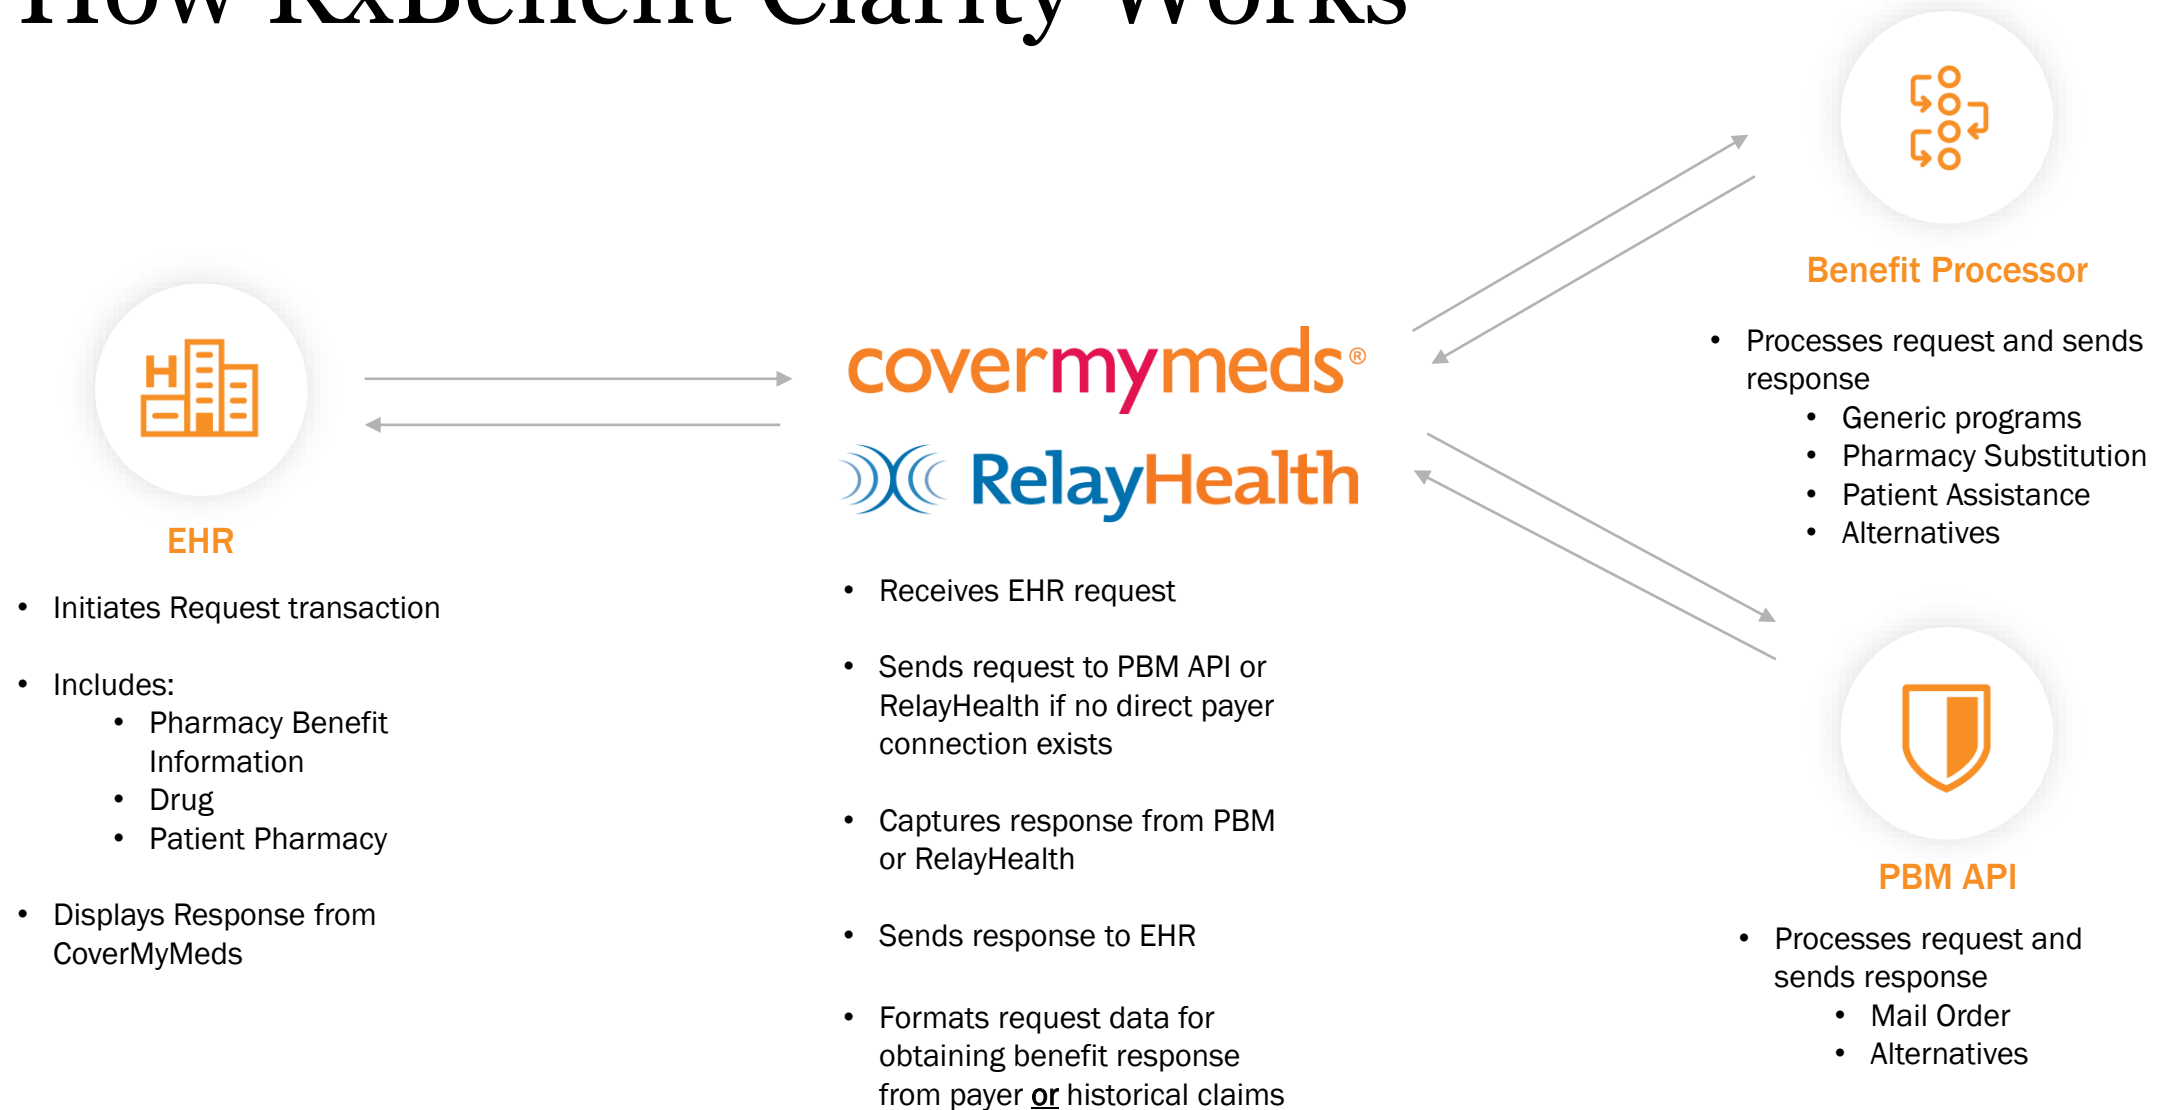 How RxBenefit Clarity Works
EHR
• Initiates Request transaction
• Includes:
• Pharmacy Benefit
Information
• Drug
• Patient Pharmacy
• Displays Response from
CoverMyMeds
covermymeds®
RelayHealth
• Receives EHR request
• Sends request to PBM API or
RelayHealth if no direct payer
connection exists
• Captures response from PBM
or RelayHealth
• Sends response to EHR
• Formats request data for
obtaining benefit response
from payer or historical claims
Benefit Processor
• Processes request and sends
response
• Generic programs
• Pharmacy Substitution
• Patient Assistance
• Alternatives
PBM API
• Processes request and
sends response
• Mail Order
• Alternatives
H